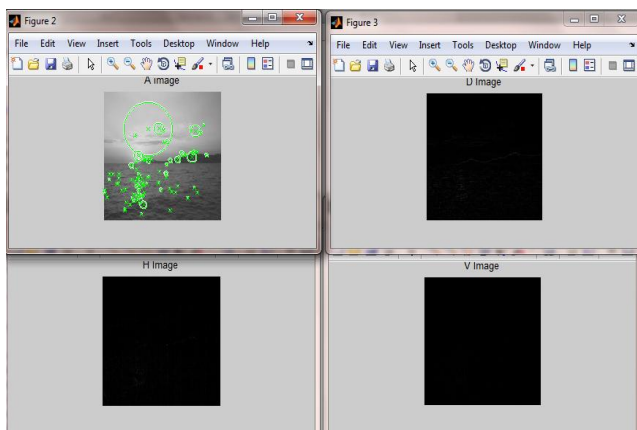 Figure 2
File Edit View Insert Tools Desktop Window Help
A Image
Figure 3
File Edit View Insert Tools Desktop Window Help
D Image
H Image
V Image